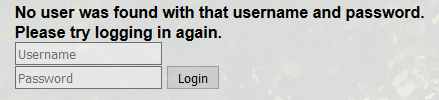 No user was found with that username and password.
Please try logging in again.
Username
Password Login